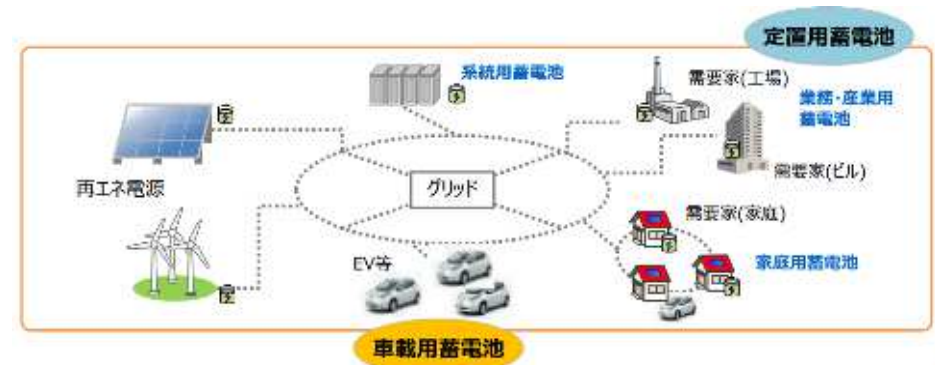 定置用蓄電池
系統用蓄電池
需要家(工場)
業務・産業用
蓄電池
需要家(ビル)
再エネ電源
グリッド
需要家(家庭)
家庭用蓄電池
EV等
車載用蓄電池